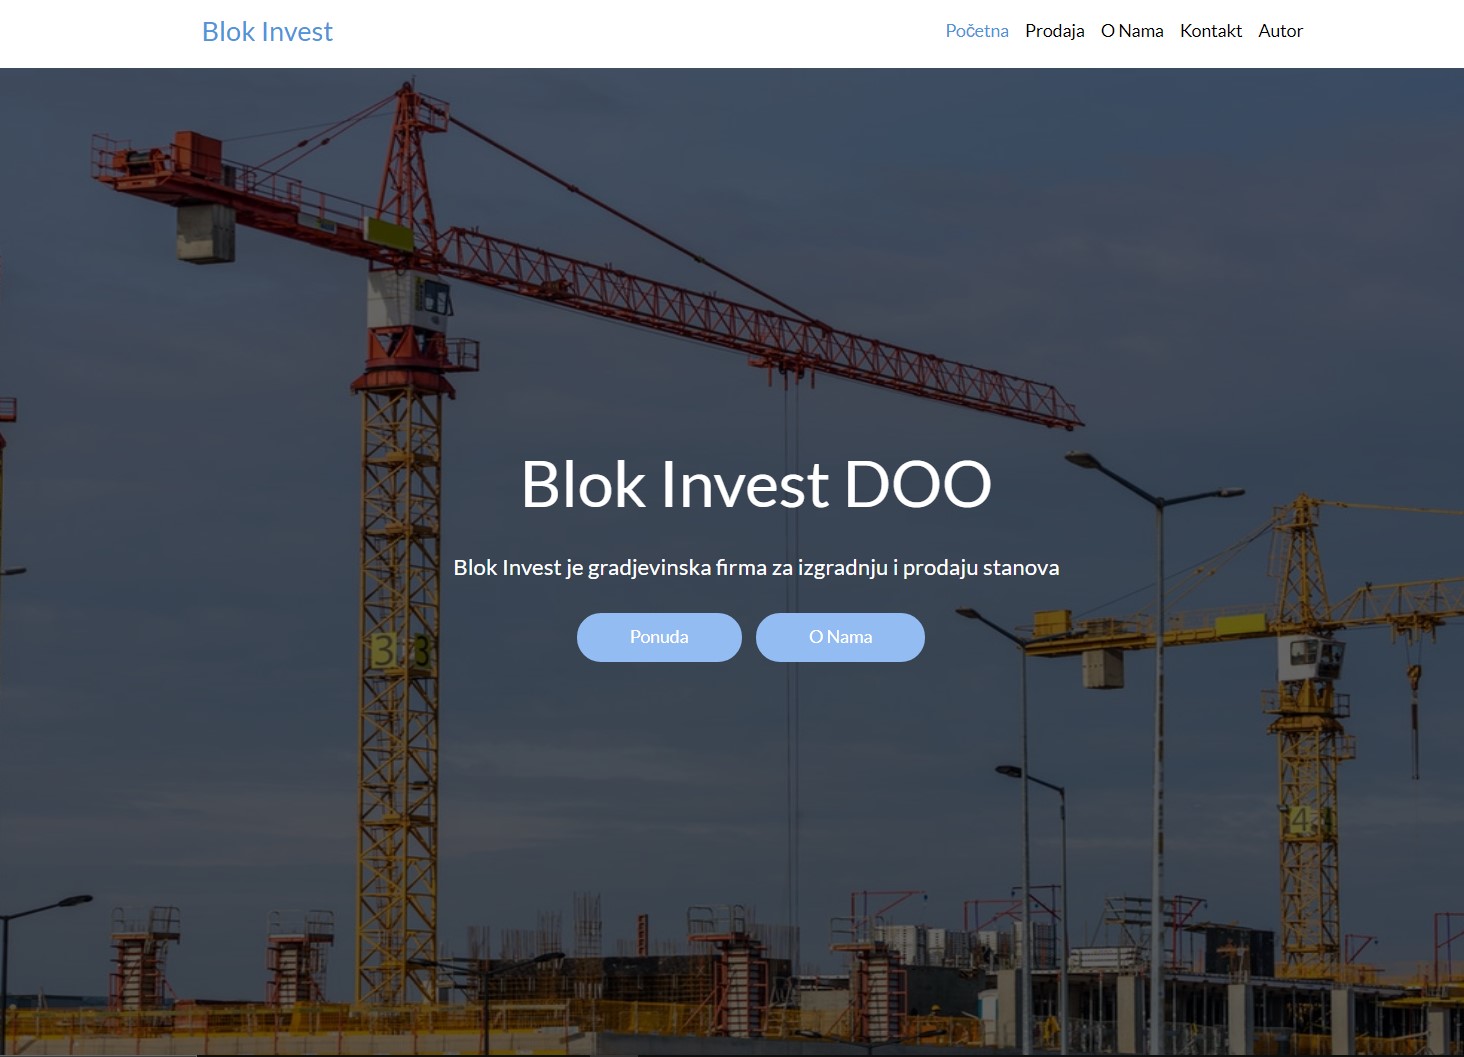 Blok Invest
Početna Prodaja O Nama Kontakt Autor
Blok Invest DOO
Blok Invest je gradjevinska firma za izgradnju i prodaju stanova
Ponuda O Nama
3 3
4